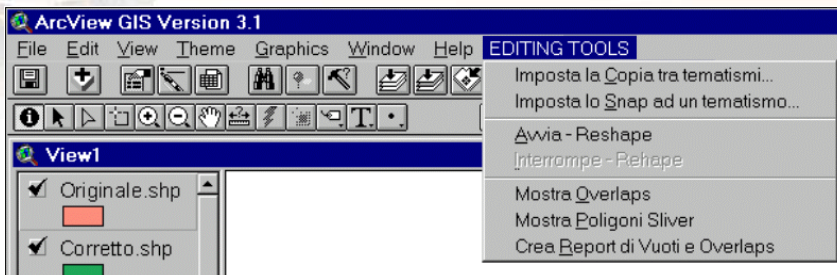 ArcView GIS Version 3.1
File Edit View Theme Graphics Window Help EDITING TOOLS
Imposta la Copia tra tematismi...
Imposta lo Snap ad un tematismo...
Avvia - Reshape
Interrompe - Rehape
Mostra Overlaps
Mostra Poligoni Sliver
Crea Report di Vuoti e Overlaps
T
View1
Originale.shp
Corretto.shp